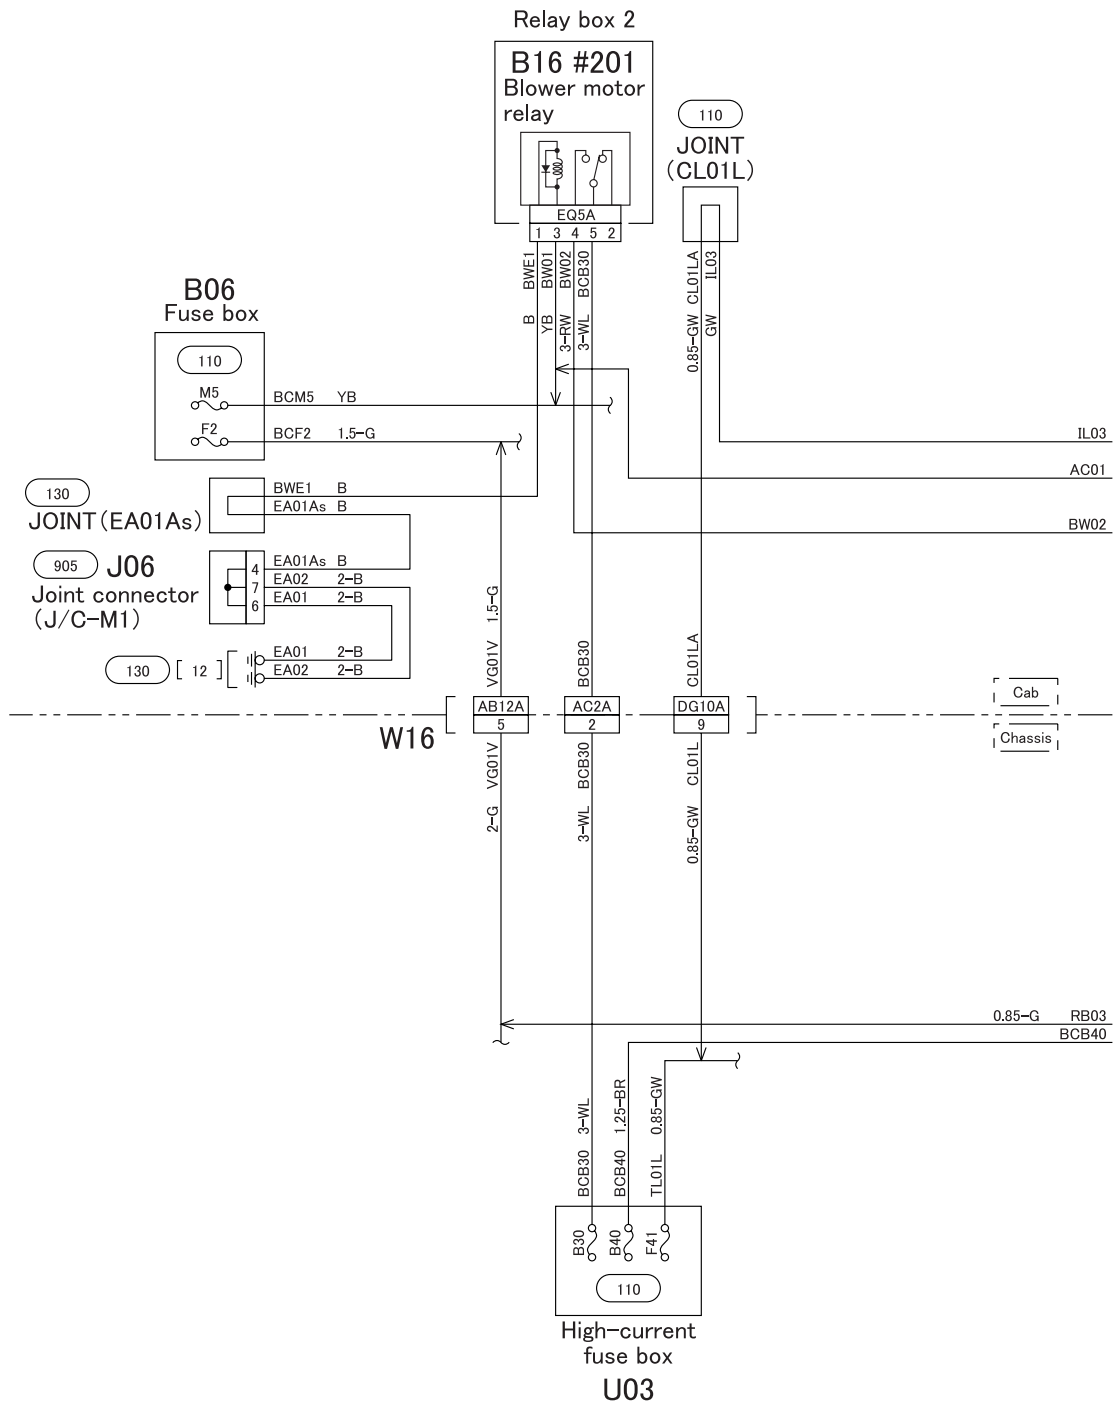 Relay box 2
B16 #201
Blower motor
relay
EQ5A
1 3 4 5 2
BWE1
BW01
BW02
BCB30
B
YB
3-RW
3-WL
110
JOINT
(CL01L)
CL01LA
IL03
0.85-GW
GW
B06
Fuse box
110
M5
F2
BCM5 YB
BCF2 1.5-G
IL03
AC01
BW02
130
JOINT(EA01As)
BWE1 B
EA01As B
905
J06
Joint connector
(J/C-M1)
4
7
6
EA01As B
EA02 2-B
EA01 2-B
130
[ 12 ]
EA01 2-B
EA02 2-B
VG01V 1.5-G
BCB30
CL01LA
W16
AB12A
5
AC2A
2
DG10A
9
Cab
Chassis
2-G VG01V
3-WL BCB30
0.85-GW CL01L
0.85-G RB03
BCB40
BCB30 3-WL
BCB40 1.25-BR
TL01L 0.85-GW
B30
B40
F41
110
High-current
fuse box
U03